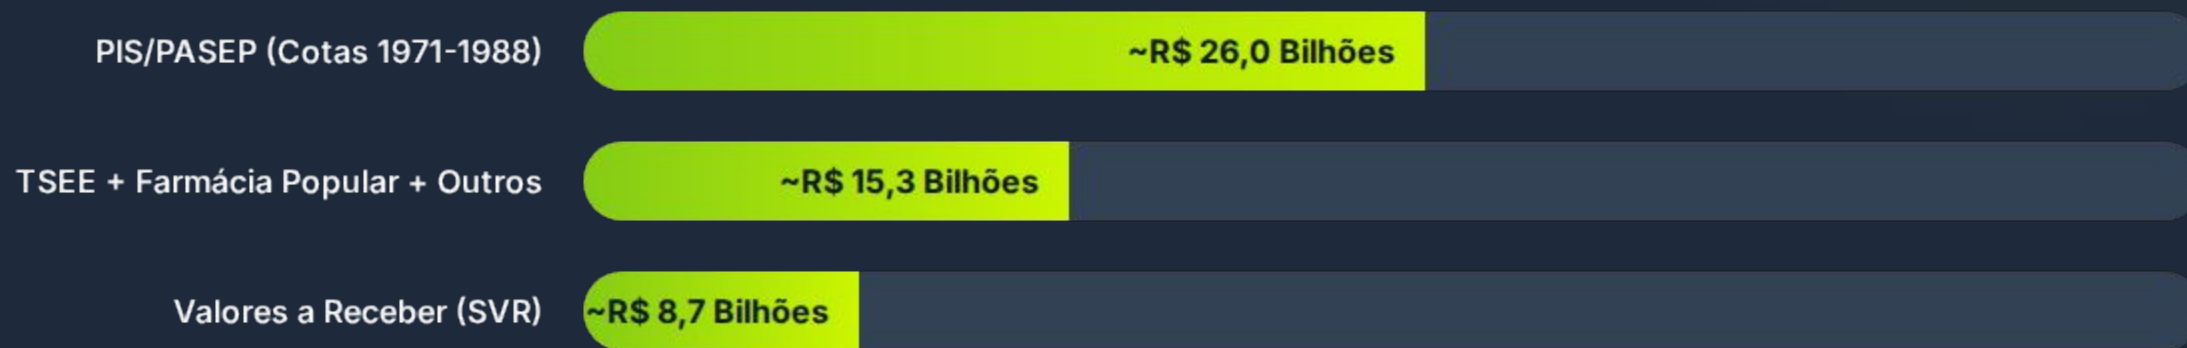 PIS/PASEP (Cotas 1971-1988) ~R$ 26,0 Bilhões
TSEE + Farmácia Popular + Outros ~R$ 15,3 Bilhões
Valores a Receber (SVR) ~R$ 8,7 Bilhões